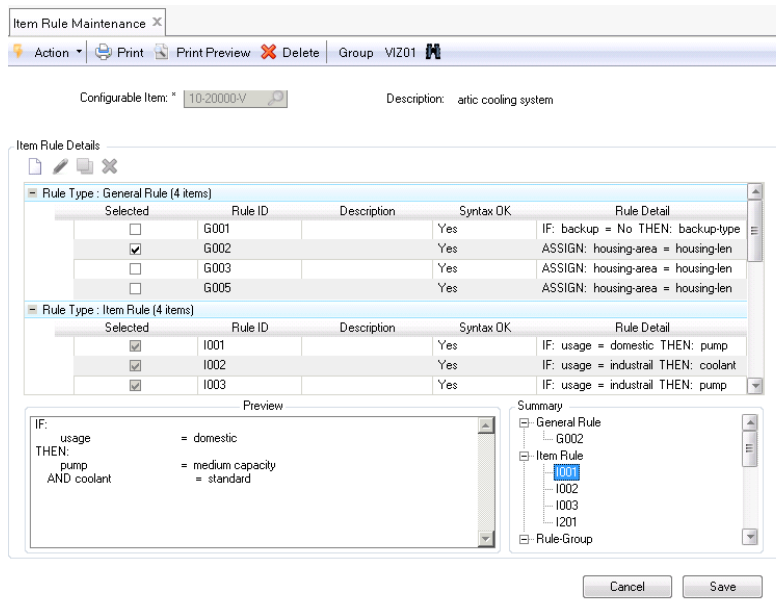 Item Rule Maintenance
Action Print Print Preview Delete Group VIZ01
Configurable Item: * 10-20000-V Description: artic cooling system
Item Rule Details
Rule Type : General Rule (4 items)
Selected Rule ID Description Syntax OK Rule Detail
G001 Yes IF: backup = No THEN: backup-type
G002 Yes ASSIGN: housing-area = housing-len
G003 Yes ASSIGN: housing-area = housing-len
G005 Yes ASSIGN: housing-area = housing-len
Rule Type : Item Rule (4 items)
Selected Rule ID Description Syntax OK Rule Detail
I001 Yes IF: usage = domestic THEN: pump
I002 Yes IF: usage = industrail THEN: coolant
I003 Yes IF: usage = industrail THEN: pump
Preview
IF:
usage = domestic
THEN:
pump = medium capacity
AND coolant = standard
Summary
General Rule
G002
Item Rule
I001
I002
I003
I201
Rule-Group
Cancel Save